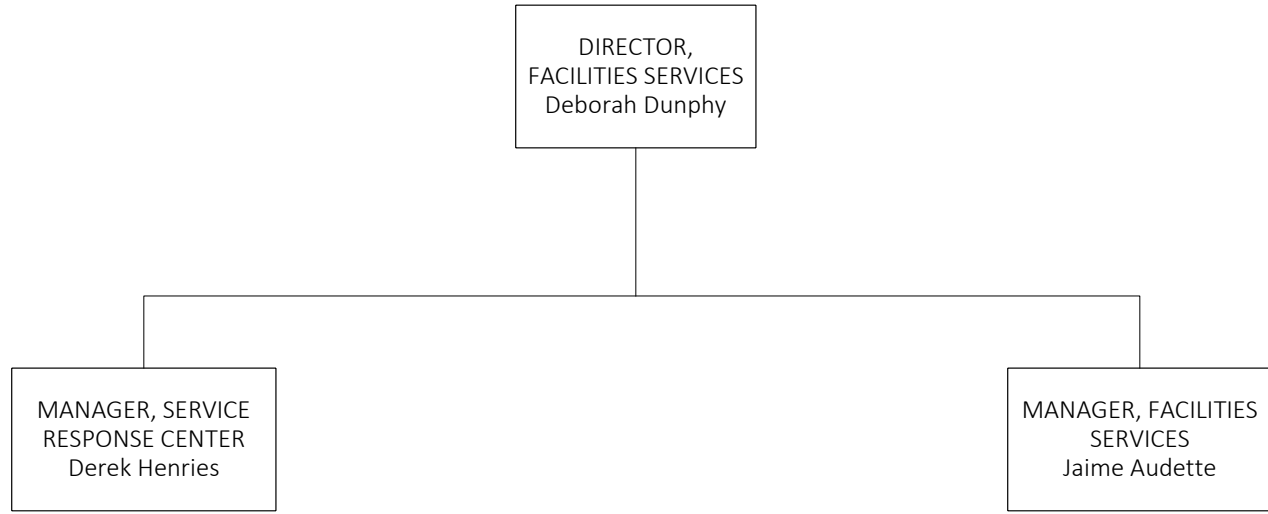 DIRECTOR,
FACILITIES SERVICES
Deborah Dunphy
MANAGER, SERVICE
RESPONSE CENTER
Derek Henries
MANAGER, FACILITIES
SERVICES
Jaime Audette